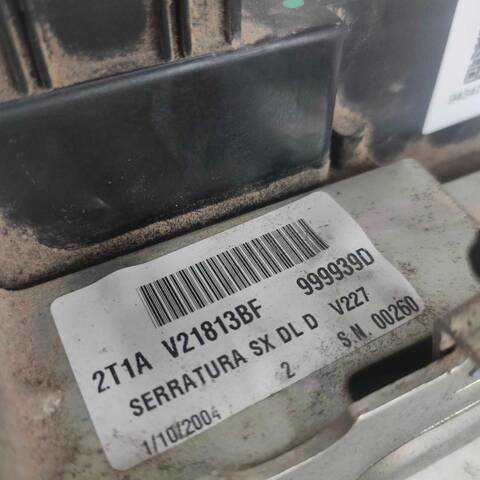 2T1A V21813BF 999939D
SERRATURA SX DL D V227
1/10/2004 2 S.N. 00260